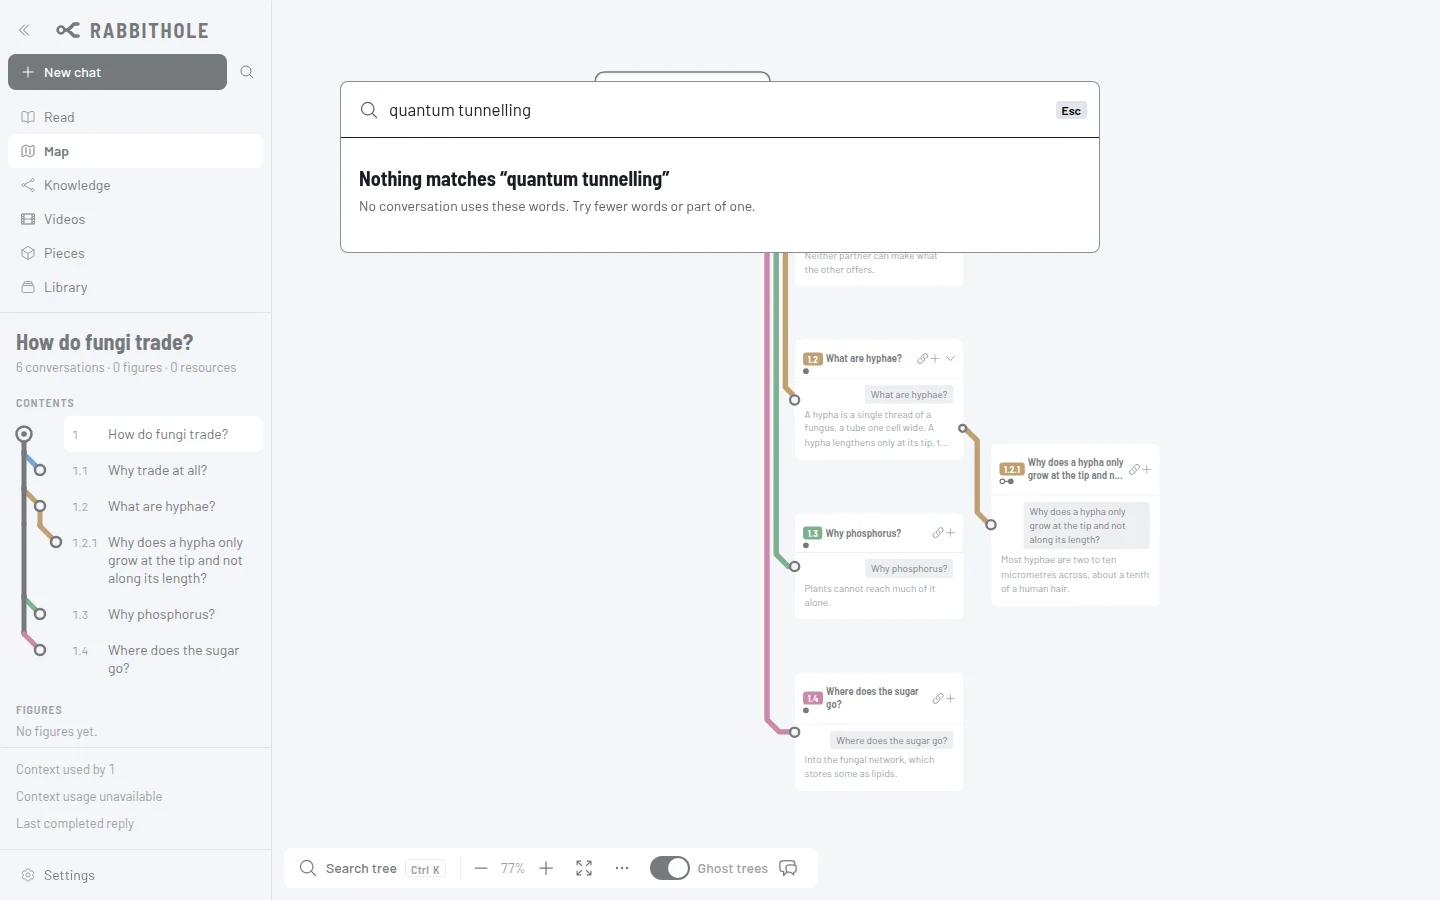 RABBITHOLE
New chat
Read
Map
Knowledge
Videos
Pieces
Library
How do fungi trade?
6 conversations · 0 figures · 0 resources
CONTENTS
1 How do fungi trade?
1.1 Why trade at all?
1.2 What are hyphae?
1.2.1 Why does a hypha only
grow at the tip and not
along its length?
1.3 Why phosphorus?
1.4 Where does the sugar
go?
FIGURES
No figures yet.
Context used by 1
Context usage unavailable
Last completed reply
Settings
quantum tunnelling
Esc
Nothing matches “quantum tunnelling”
No conversation uses these words. Try fewer words or part of one.
Neither partner can make what
the other offers.
1.2 What are hyphae?
What are hyphae?
A hypha is a single thread of a
fungus, a tube one cell wide. A
hypha lengthens only at its tip, t...
1.2.1 Why does a hypha only
grow at the tip and n...
Why does a hypha only
grow at the tip and not
along its length?
Most hyphae are two to ten
micrometres across, about a tenth
of a human hair.
1.3 Why phosphorus?
Why phosphorus?
Plants cannot reach much of it
alone.
1.4 Where does the sugar
go?
Where does the sugar go?
Into the fungal network, which
stores some as lipids.
Search tree Ctrl K
77%
Ghost trees